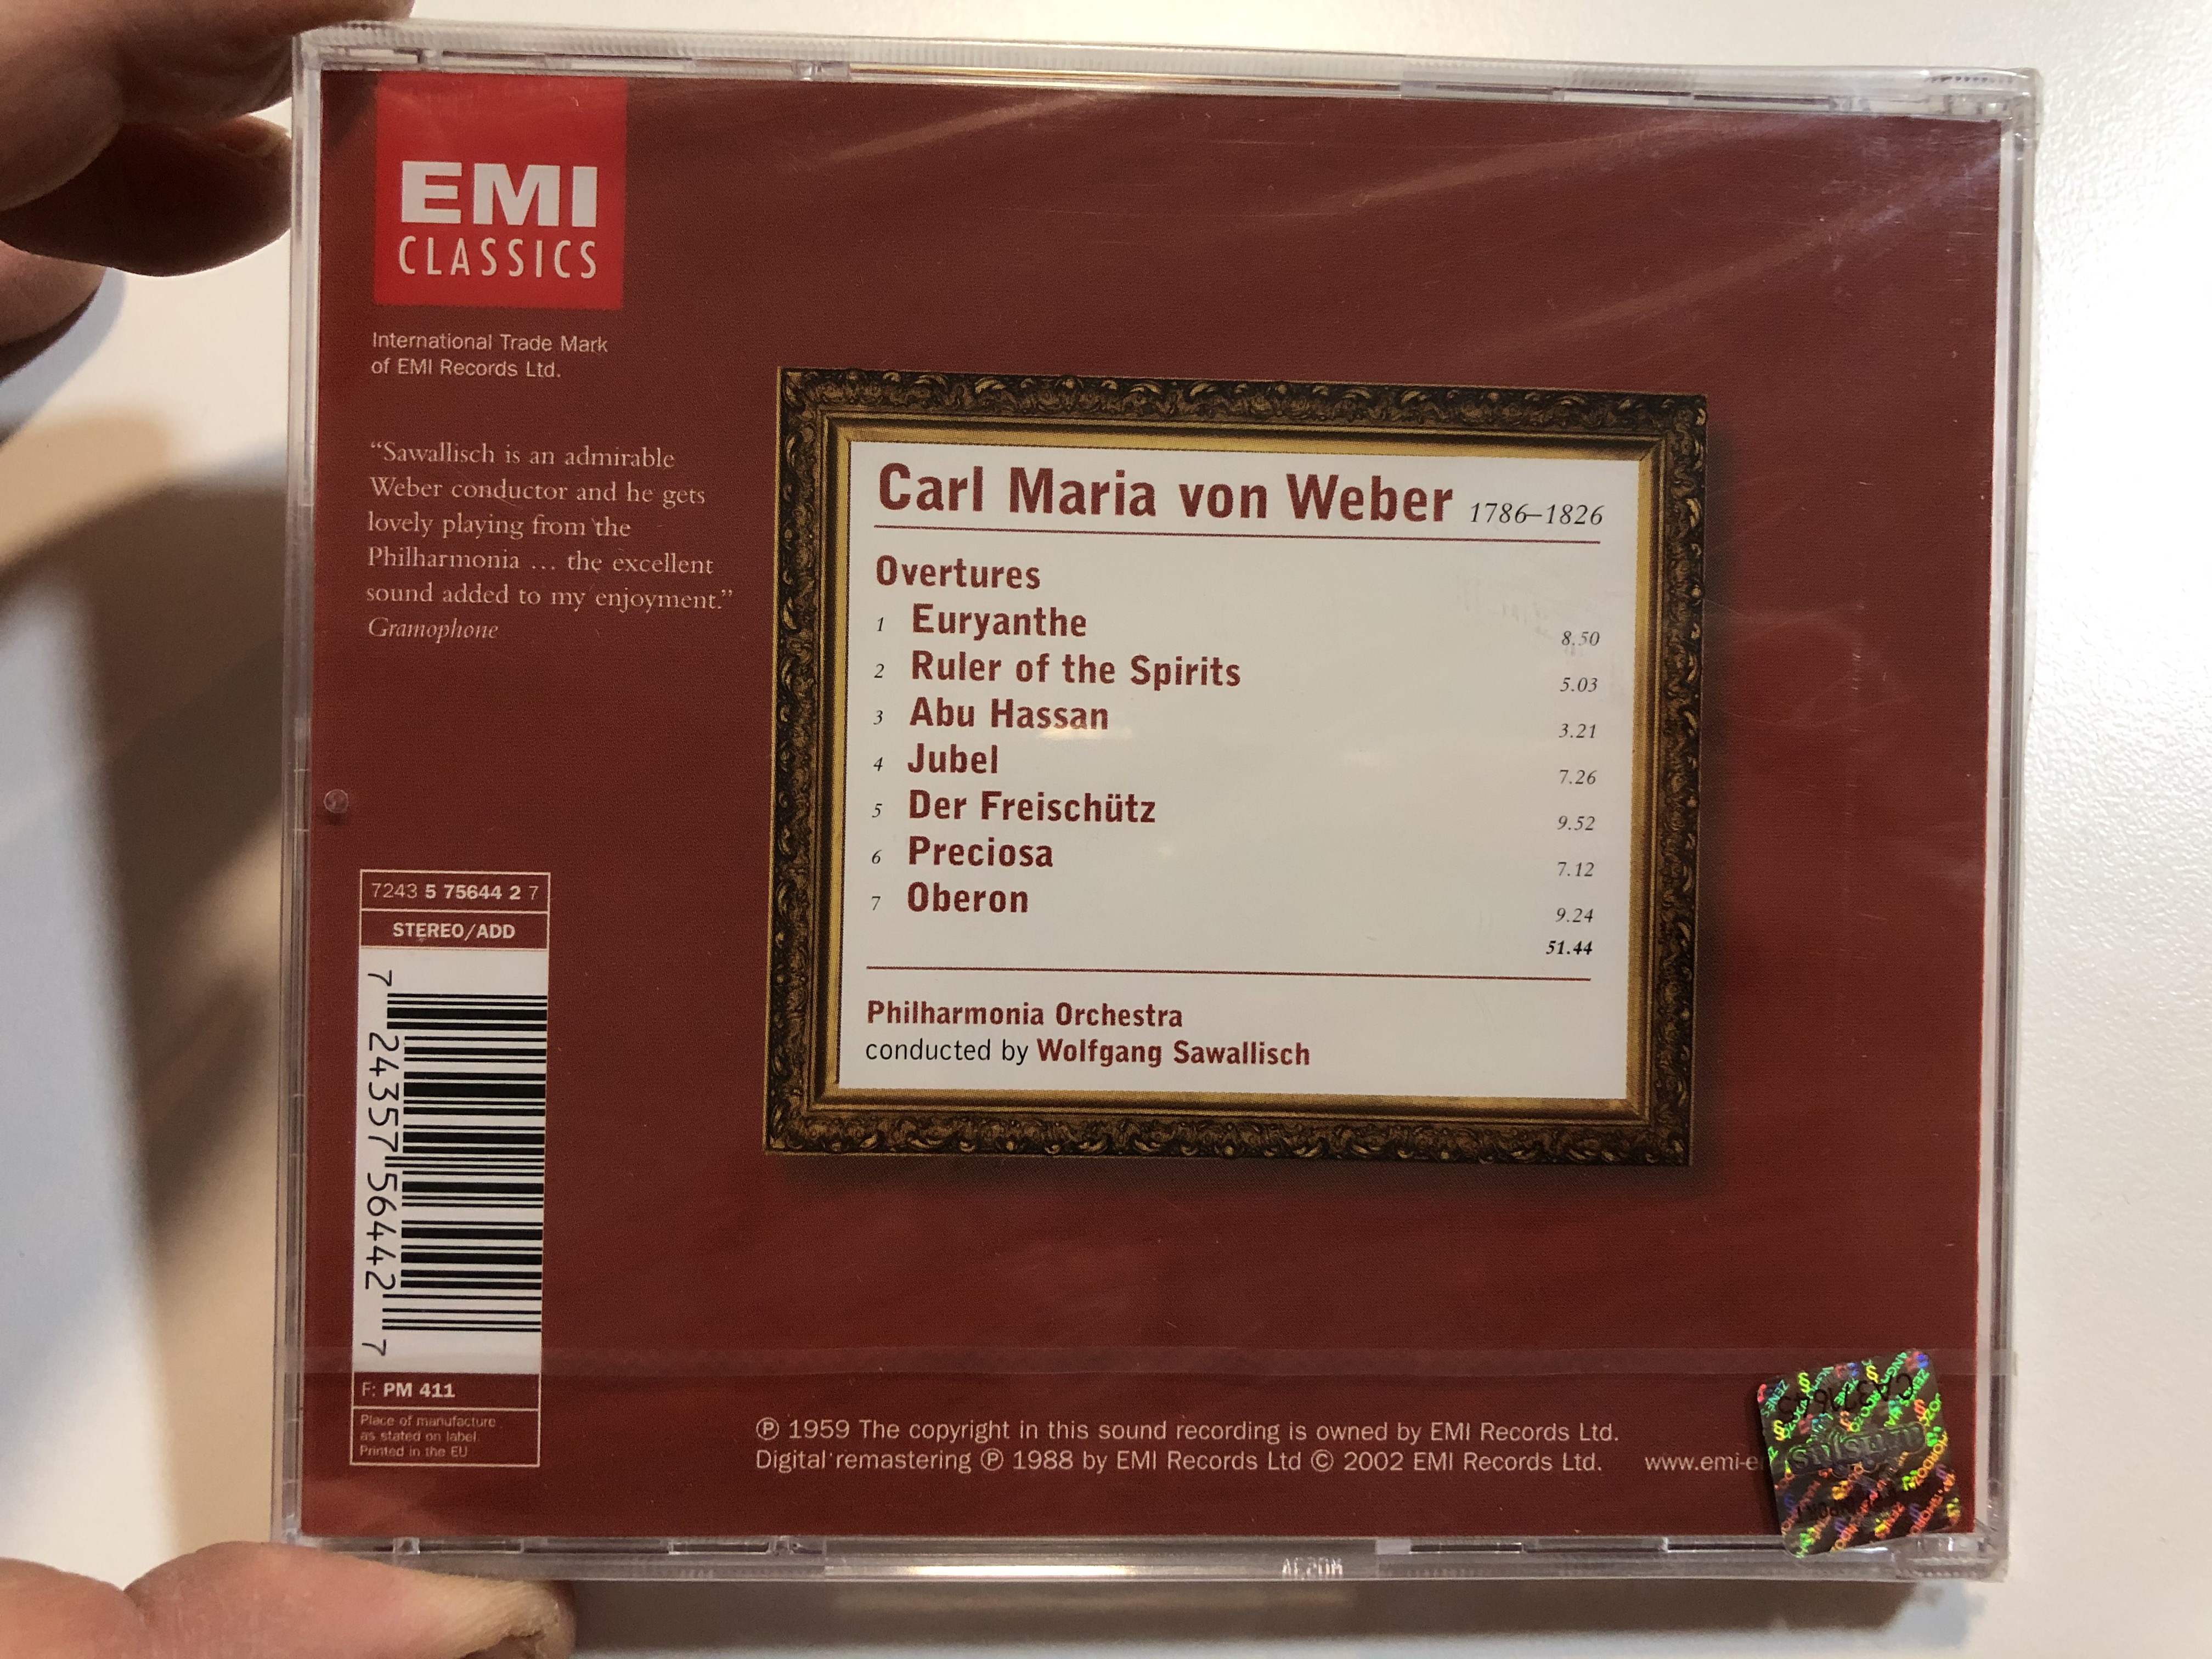 EMI
CLASSICS
International Trade Mark
of EMI Records Ltd.
“Sawallisch is an admirable
Weber conductor and he gets
lovely playing from the
Philharmonia ... the excellent
sound added to my enjoyment.”
Gramophone
7243 5 75644 2 7
STEREO/ADD
7 24357 56442 7
F: PM 411
Place of manufacture
as stated on label.
Printed in the EU
Carl Maria von Weber 1786–1826
Overtures
1 Euryanthe 8.50
2 Ruler of the Spirits 5.03
3 Abu Hassan 3.21
4 Jubel 7.26
5 Der Freischütz 9.52
6 Preciosa 7.12
7 Oberon 9.24
51.44
Philharmonia Orchestra
conducted by Wolfgang Sawallisch
℗ 1959 The copyright in this sound recording is owned by EMI Records Ltd.
Digital remastering ℗ 1988 by EMI Records Ltd © 2002 EMI Records Ltd. www.emi-e